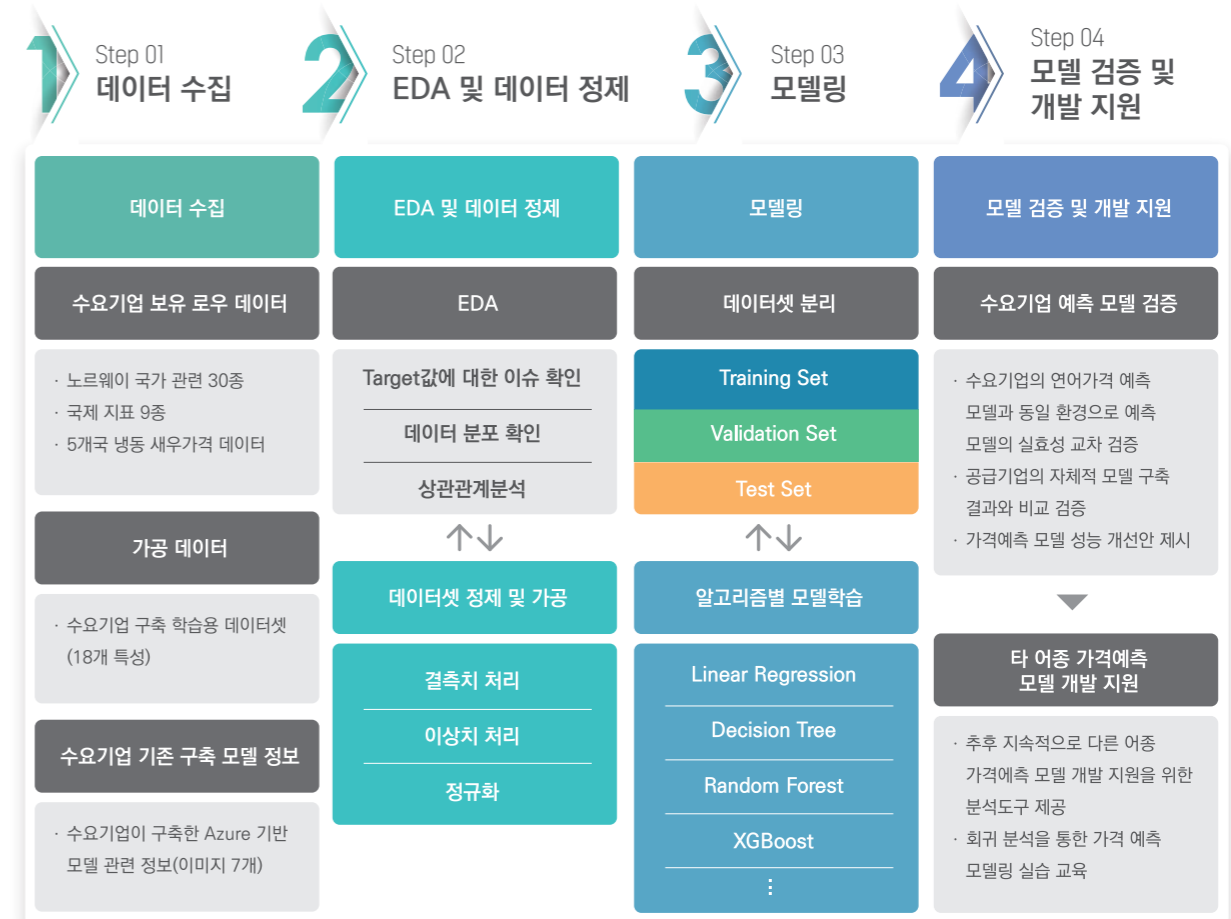 1
Step 01
데이터 수집
2
Step 02
EDA 및 데이터 정제
3
Step 03
모델링
4
Step 04
모델 검증 및
개발 지원
데이터 수집
수요기업 보유 로우 데이터
· 노르웨이 국가 관련 30종
· 국제 지표 9종
· 5개국 냉동 새우가격 데이터
가공 데이터
· 수요기업 구축 학습용 데이터셋
(18개 특성)
수요기업 기존 구축 모델 정보
· 수요기업이 구축한 Azure 기반
모델 관련 정보(이미지 7개)
EDA 및 데이터 정제
EDA
Target값에 대한 이슈 확인
데이터 분포 확인
상관관계분석
↑↓
데이터셋 정제 및 가공
결측치 처리
이상치 처리
정규화
모델링
데이터셋 분리
Training Set
Validation Set
Test Set
↑↓
알고리즘별 모델학습
Linear Regression
Decision Tree
Random Forest
XGBoost
⋮
모델 검증 및 개발 지원
수요기업 예측 모델 검증
· 수요기업의 연어가격 예측
모델과 동일 환경으로 예측
모델의 실효성 교차 검증
· 공급기업의 자체적 모델 구축
결과와 비교 검증
· 가격예측 모델 성능 개선안 제시
타 어종 가격예측
모델 개발 지원
· 추후 지속적으로 다른 어종
가격에측 모델 개발 지원을 위한
분석도구 제공
· 회귀 분석을 통한 가격 예측
모델링 실습 교육